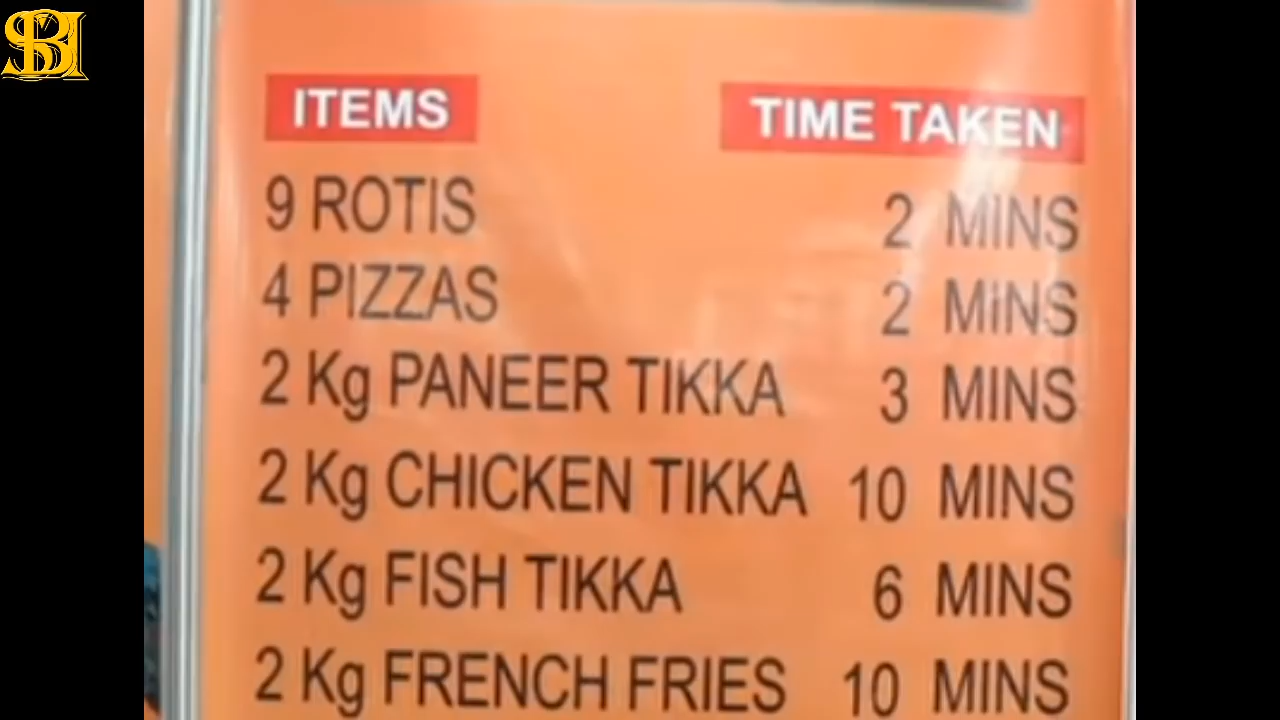 SBI
ITEMS TIME TAKEN
9 ROTIS 2 MINS
4 PIZZAS 2 MINS
2 Kg PANEER TIKKA 3 MINS
2 Kg CHICKEN TIKKA 10 MINS
2 Kg FISH TIKKA 6 MINS
2 Kg FRENCH FRIES 10 MINS